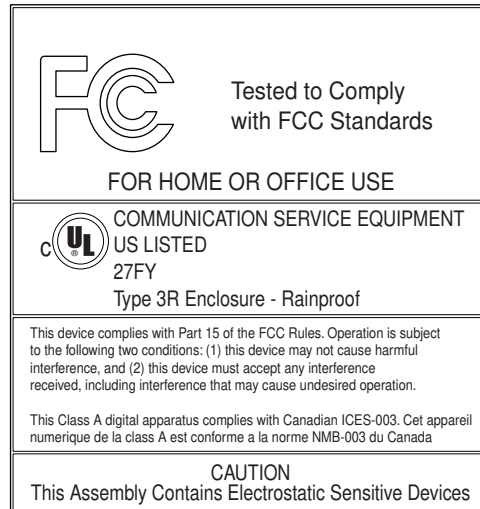 FCC
Tested to Comply
with FCC Standards
FOR HOME OR OFFICE USE
C UL ®
COMMUNICATION SERVICE EQUIPMENT
US LISTED
27FY
Type 3R Enclosure - Rainproof
This device complies with Part 15 of the FCC Rules. Operation is subject
to the following two conditions: (1) this device may not cause harmful
interference, and (2) this device must accept any interference
received, including interference that may cause undesired operation.
This Class A digital apparatus complies with Canadian ICES-003. Cet appareil
numerique de la class A est conforme a la norme NMB-003 du Canada
CAUTION
This Assembly Contains Electrostatic Sensitive Devices